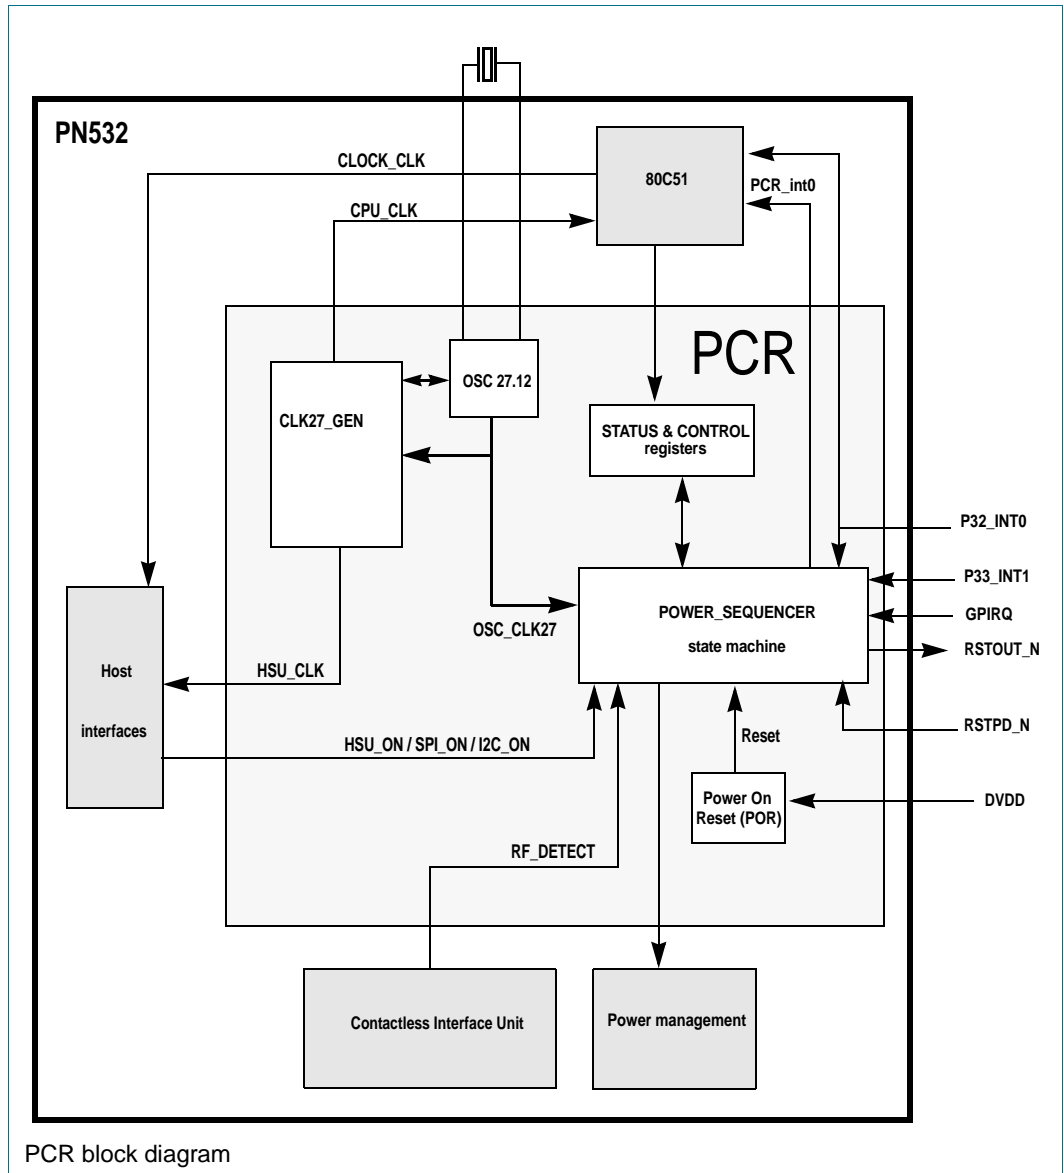 PN532
CLOCK_CLK
80C51
PCR_int0
CPU_CLK
PCR
OSC 27.12
CLK27_GEN
STATUS & CONTROL
registers
P32_INT0
P33_INT1
POWER_SEQUENCER
GPIRQ
OSC_CLK27
state machine
RSTOUT_N
Host
HSU_CLK
interfaces
HSU_ON / SPI_ON / I2C_ON
Reset
RSTPD_N
Power On
Reset (POR)
DVDD
RF_DETECT
Contactless Interface Unit
Power management
PCR block diagram